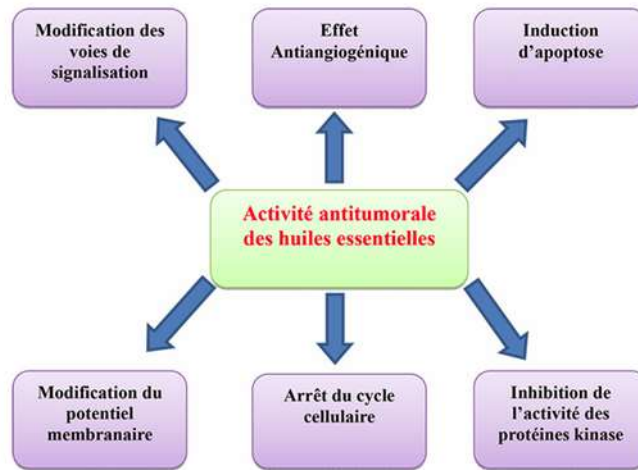 Modification des
voies de
signalisation
Effet
Antiangiogénique
Induction
d'apoptose
Activité antitumorale
des huiles essentielles
Modification du
potentiel
membranaire
Arrêt du cycle
cellulaire
Inhibition de
l'activité des
protéines kinase